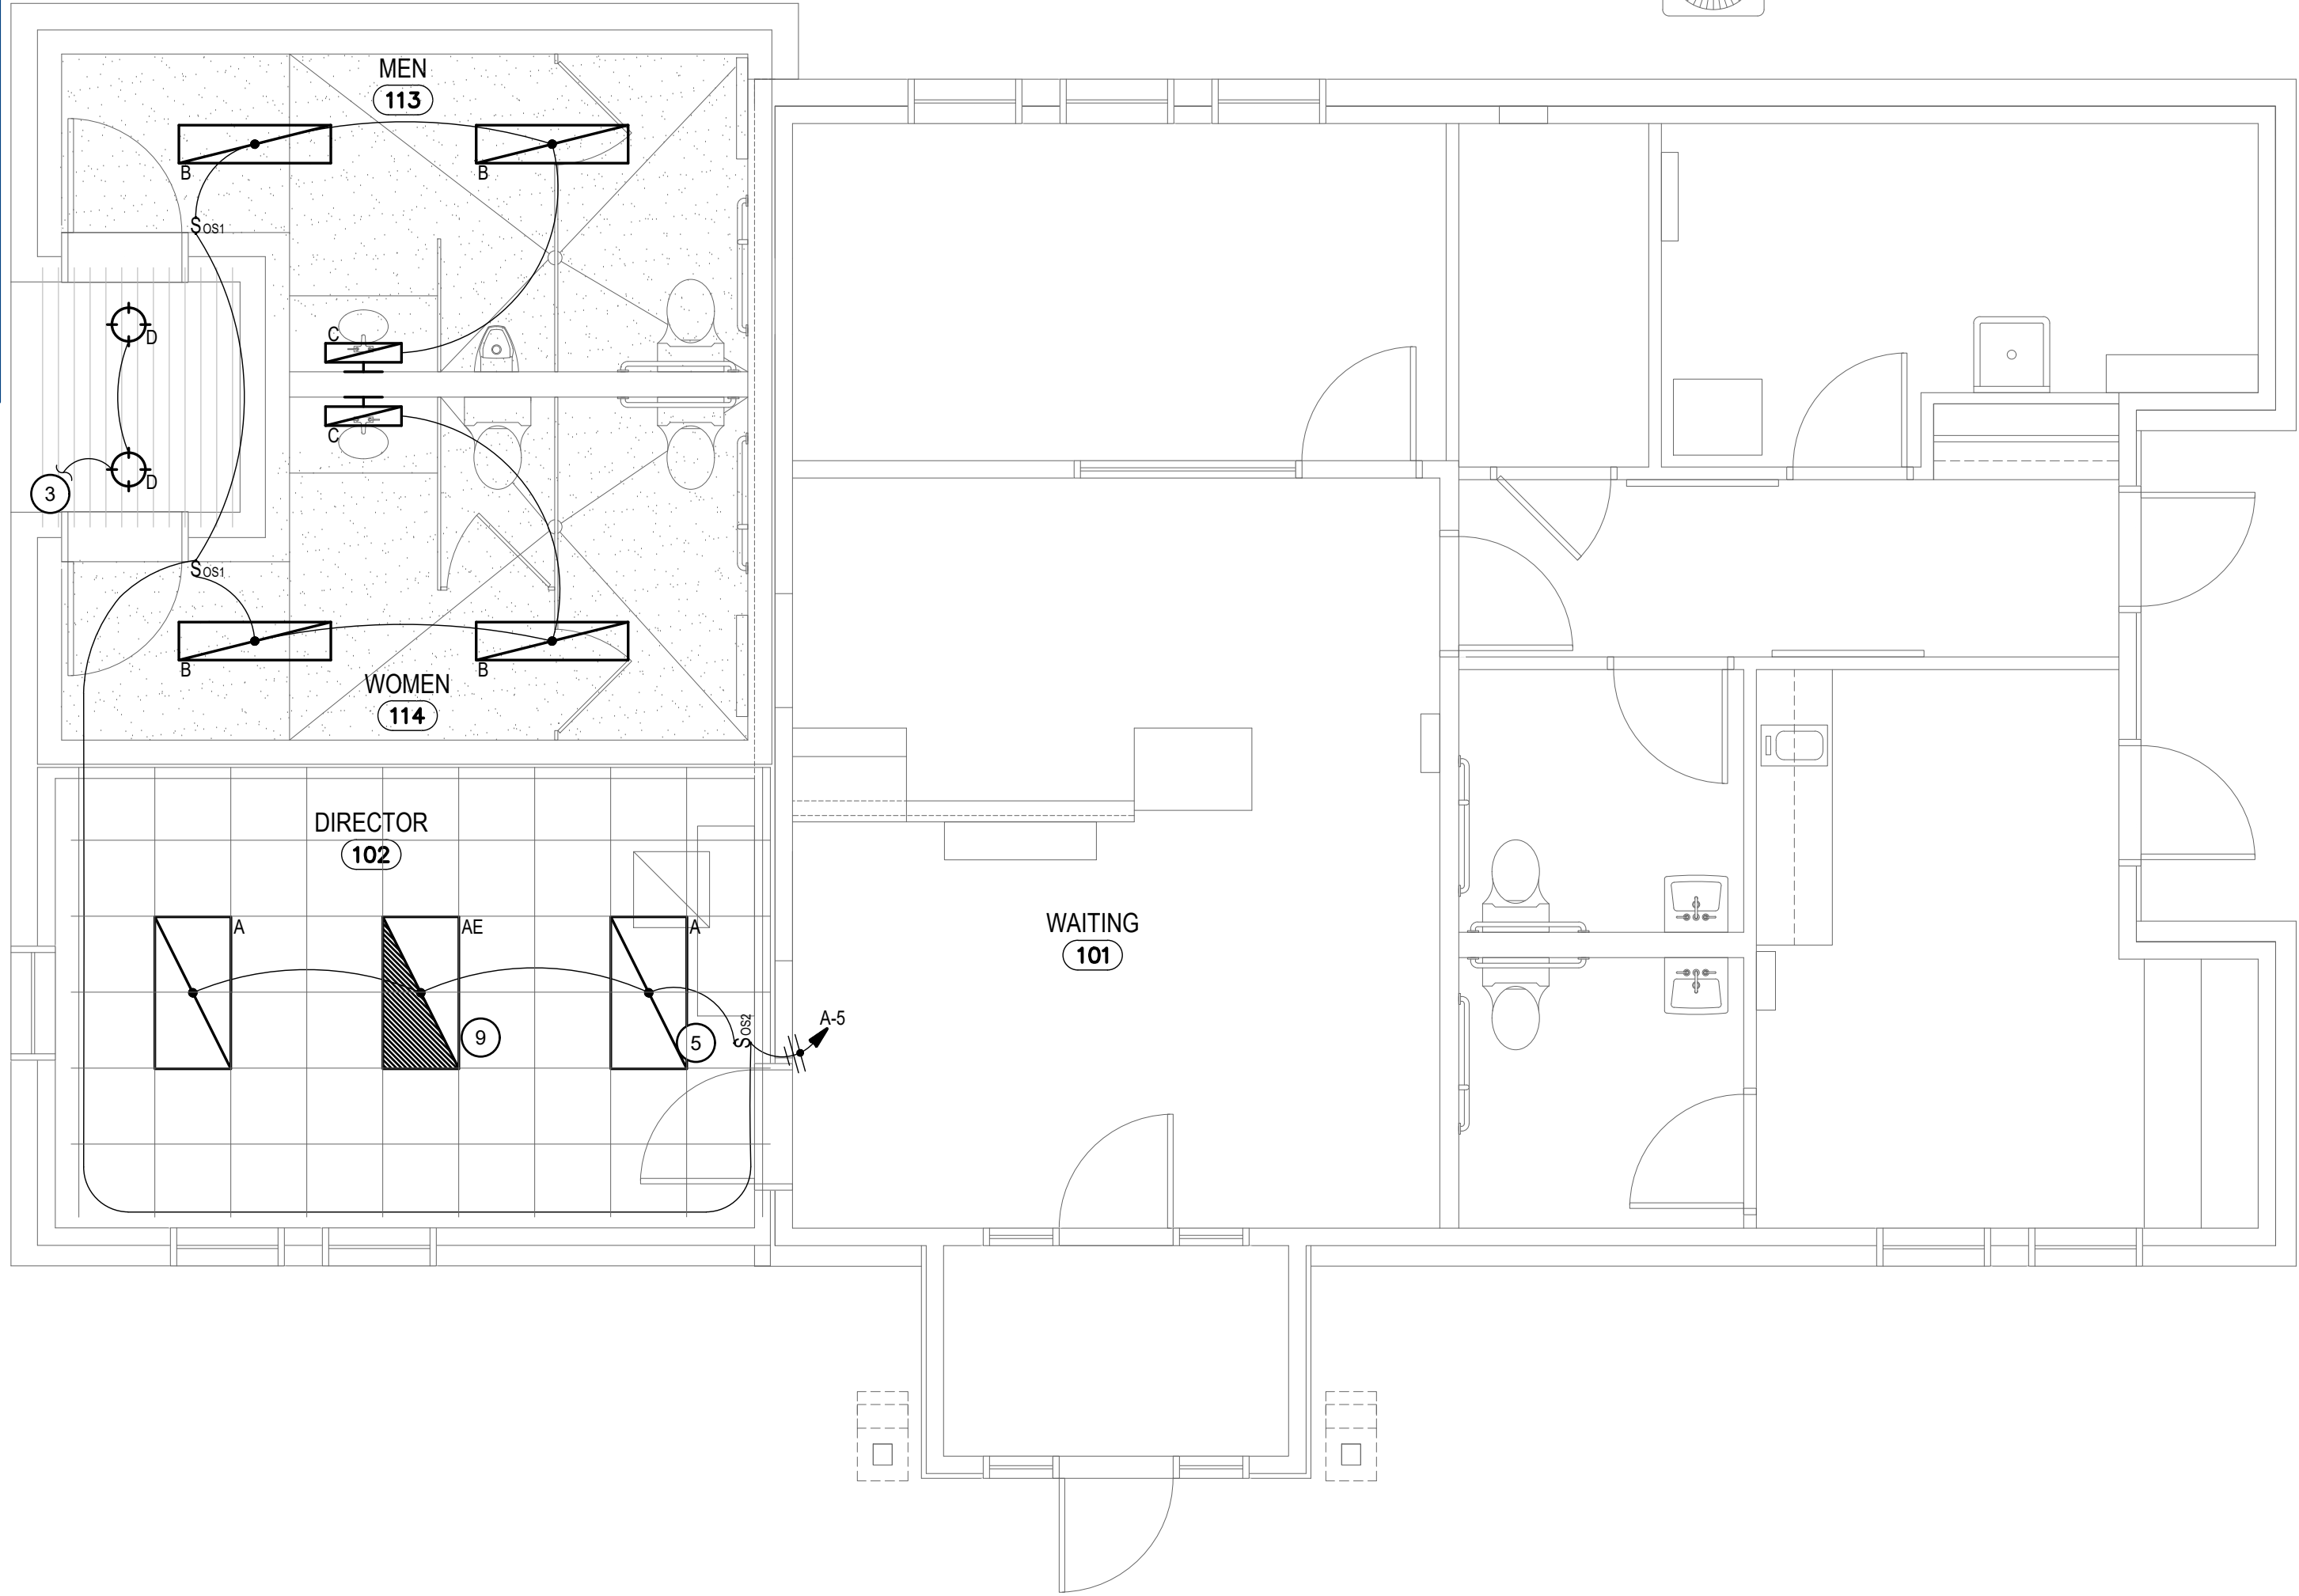 MEN
113
B
B
SOS1
D
C
C
D
3
SOS1
B
B
WOMEN
114
DIRECTOR
102
A
AE
A
WAITING
101
9
5
SOS2
A-5